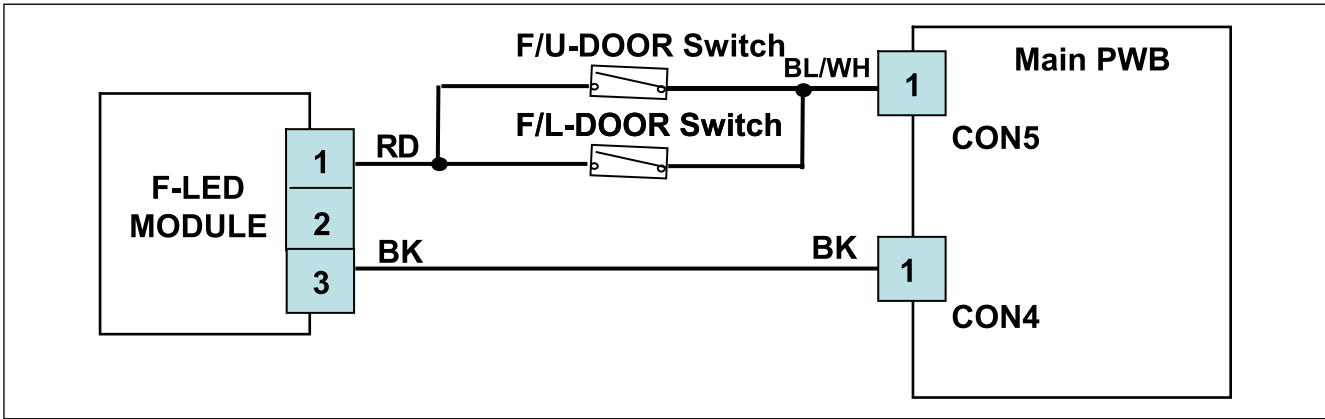 F/U-DOOR Switch
BL/WH
Main PWB
1
CON5
F/L-DOOR Switch
RD
1
F-LED
MODULE
2
BK
BK
3
1
CON4